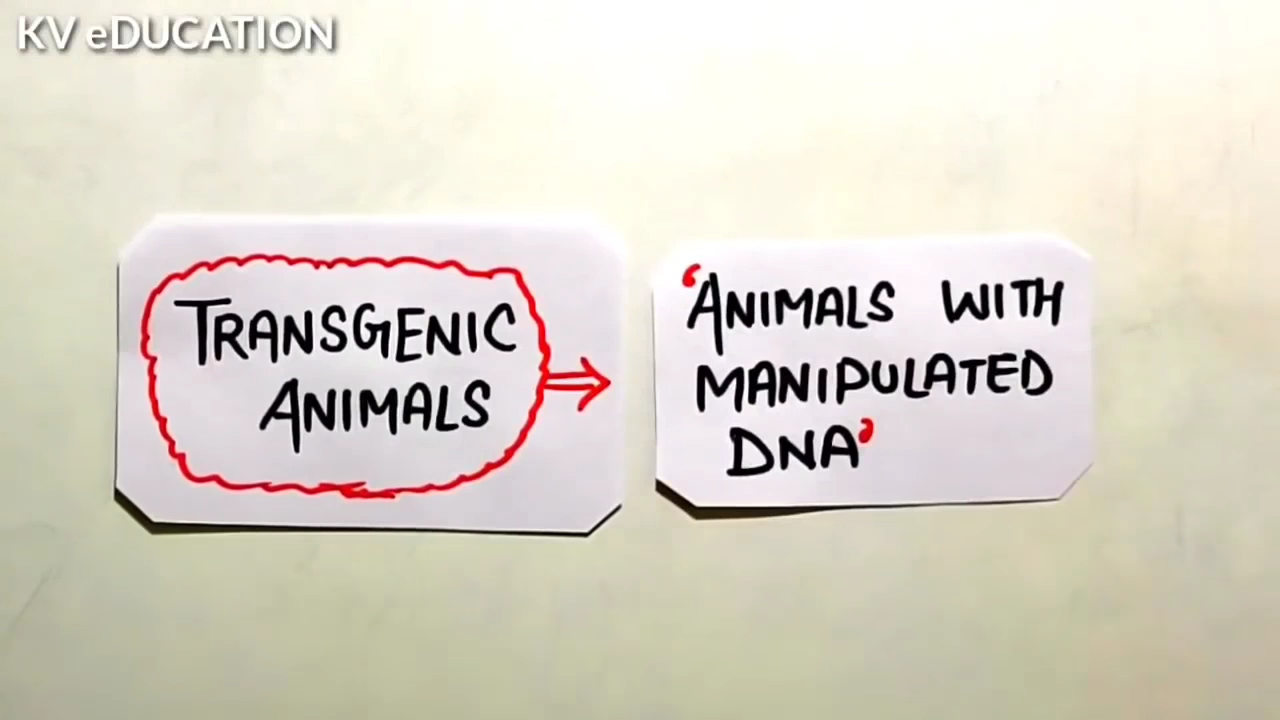 KV eDUCATION
TRANSGENIC
ANIMALS
‘ANIMALS WITH
MANIPULATED
DNA’